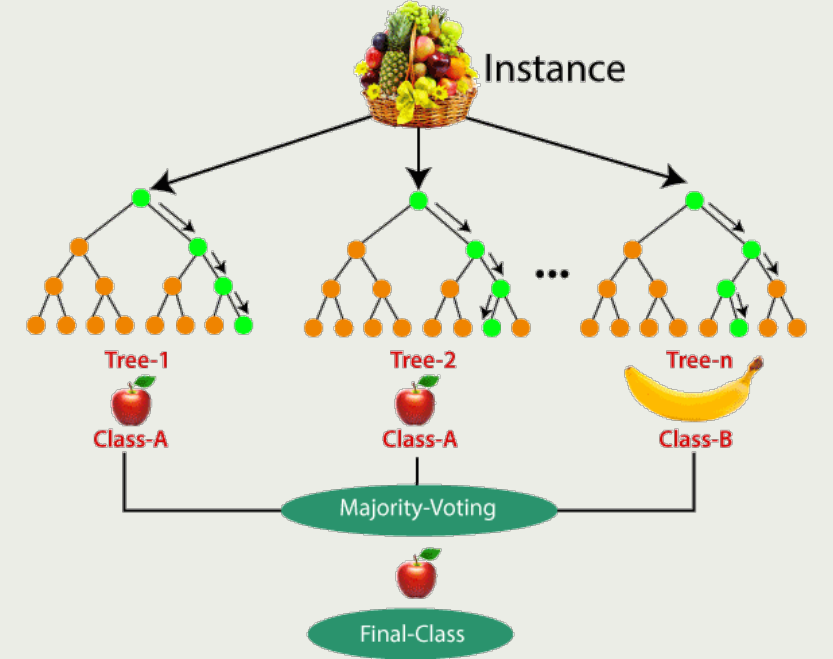 Instance
Tree-1
Tree-2
Tree-n
Class-A
Class-A
Class-B
Majority-Voting
Final-Class